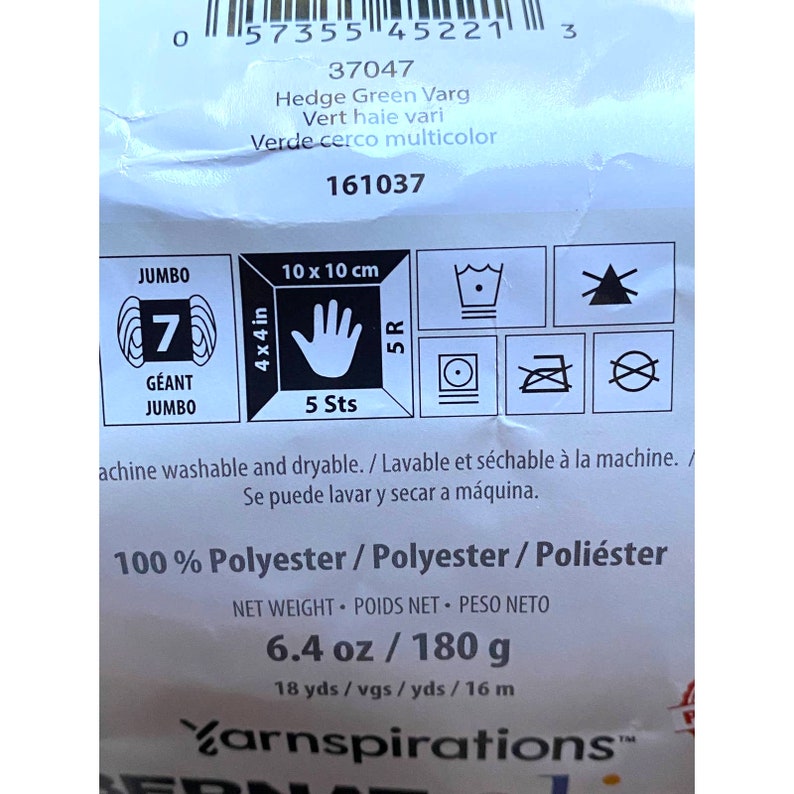 0 57355 45221 3
37047
Hedge Green Varg
Vert haie vari
Verde cerco multicolor
161037
JUMBO
7
GÉANT
JUMBO
10 x 10 cm
4 x 4 in
5 R
5 Sts
achine washable and dryable. / Lavable et séchable à la machine. /
Se puede lavar y secar a máquina.
100 % Polyester / Polyester / Poliéster
NET WEIGHT • POIDS NET • PESO NETO
6.4 oz / 180 g
18 yds / vgs / yds / 16 m
Yarnspirations™
BERNAT